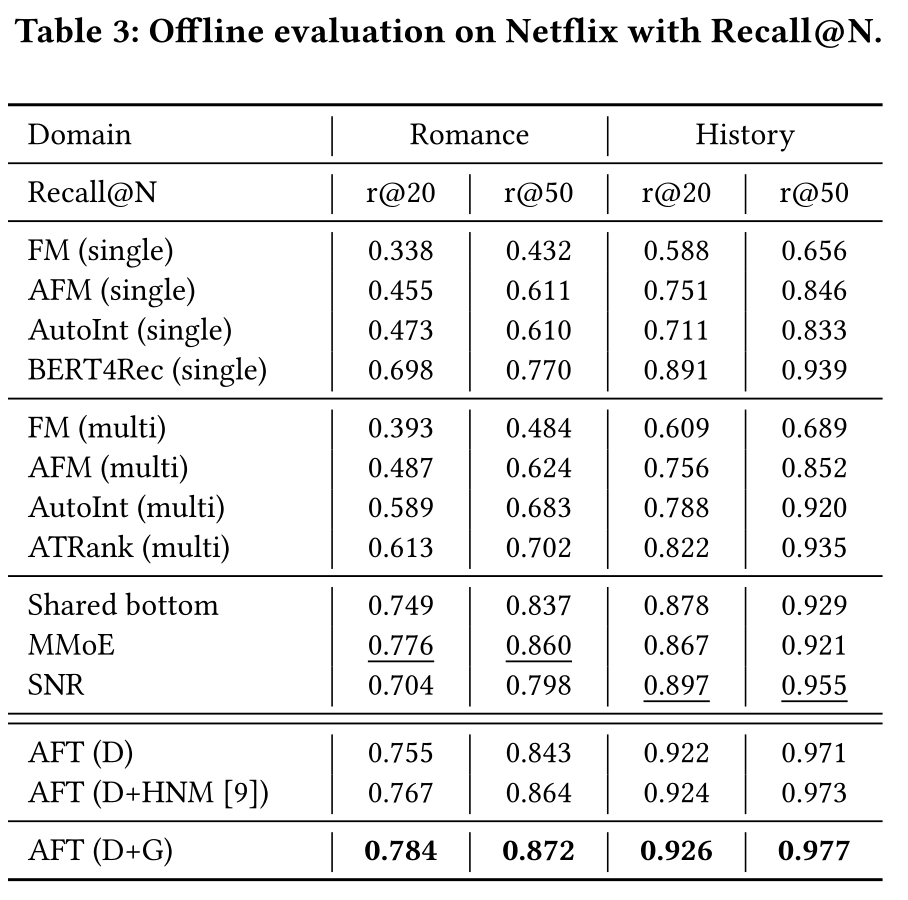 Table 3: Offline evaluation on Netflix with Recall@N.
Domain Romance History
Recall@N r@20 r@50 r@20 r@50
FM (single) 0.338 0.432 0.588 0.656
AFM (single) 0.455 0.611 0.751 0.846
AutoInt (single) 0.473 0.610 0.711 0.833
BERT4Rec (single) 0.698 0.770 0.891 0.939
FM (multi) 0.393 0.484 0.609 0.689
AFM (multi) 0.487 0.624 0.756 0.852
AutoInt (multi) 0.589 0.683 0.788 0.920
ATRank (multi) 0.613 0.702 0.822 0.935
Shared bottom 0.749 0.837 0.878 0.929
MMoE 0.776 0.860 0.867 0.921
SNR 0.704 0.798 0.897 0.955
AFT (D) 0.755 0.843 0.922 0.971
AFT (D+HNM [9]) 0.767 0.864 0.924 0.973
AFT (D+G) 0.784 0.872 0.926 0.977